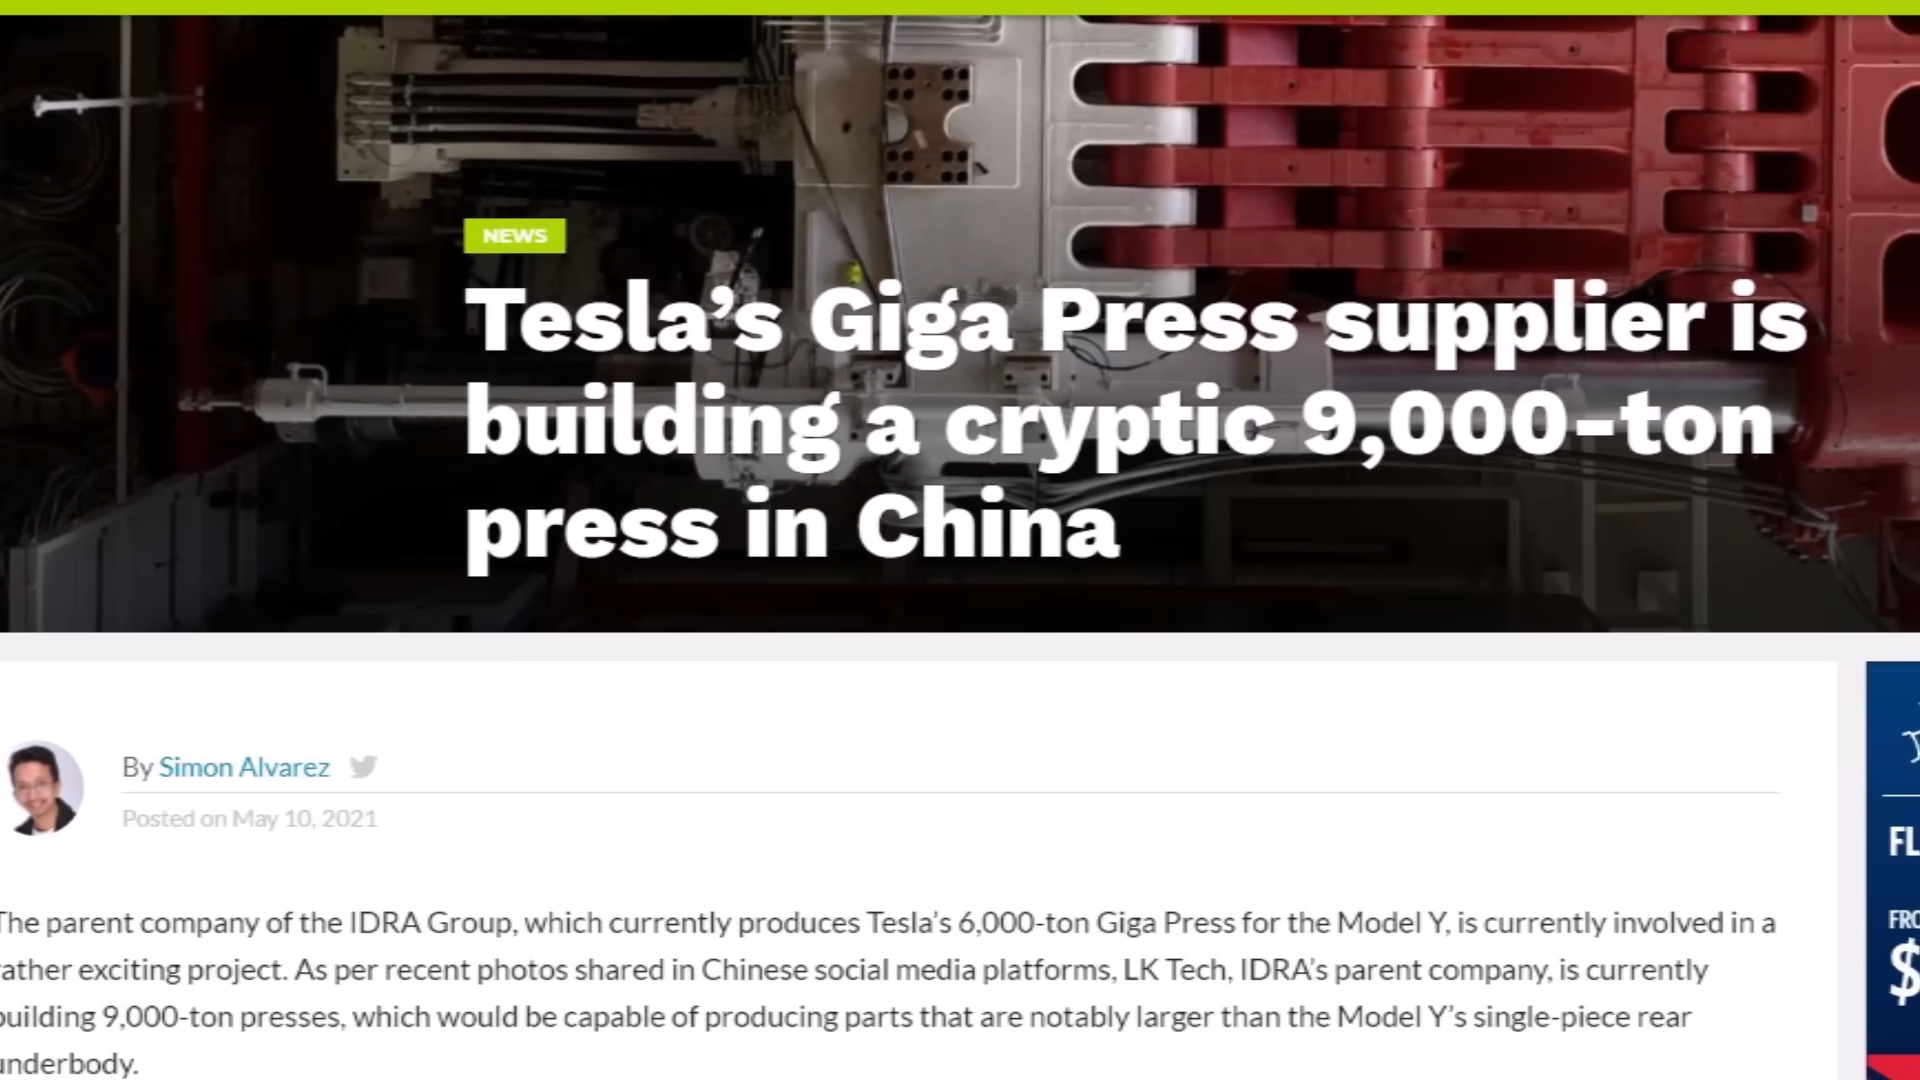 NEWS
Tesla’s Giga Press supplier is
building a cryptic 9,000-ton
press in China
By Simon Alvarez
Posted on May 10, 2021
The parent company of the IDRA Group, which currently produces Tesla’s 6,000-ton Giga Press for the Model Y, is currently involved in a
rather exciting project. As per recent photos shared in Chinese social media platforms, LK Tech, IDRA’s parent company, is currently
building 9,000-ton presses, which would be capable of producing parts that are notably larger than the Model Y’s single-piece rear
underbody.
$